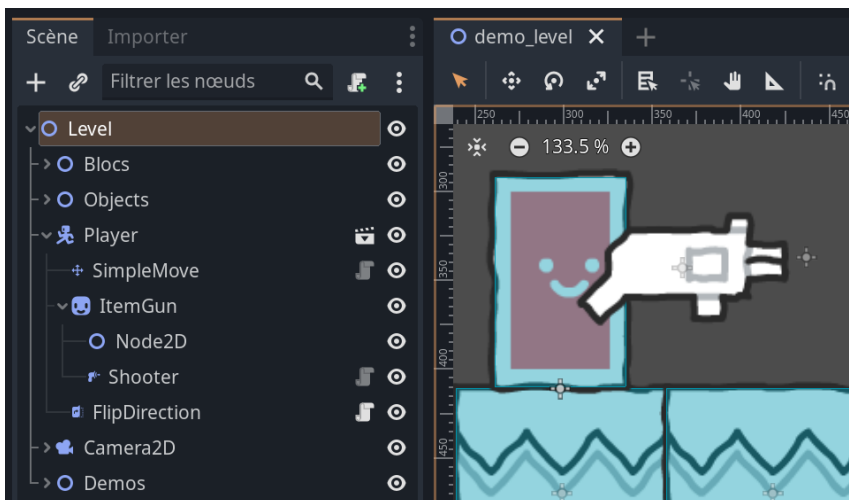 Scène Importer
demo_level
Filtrer les nœuds
Level
Blocs
Objects
Player
SimpleMove
ItemGun
Node2D
Shooter
FlipDirection
Camera2D
Demos
250 300 350 400 450
133.5 %
300
350
400
450